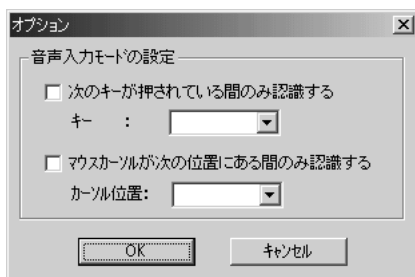 オプション
音声入力モードの設定
次のキーが押されている間のみ認識する
キー :
マウスカーソルが次の位置にある間のみ認識する
カーソル位置:
OK
キャンセル